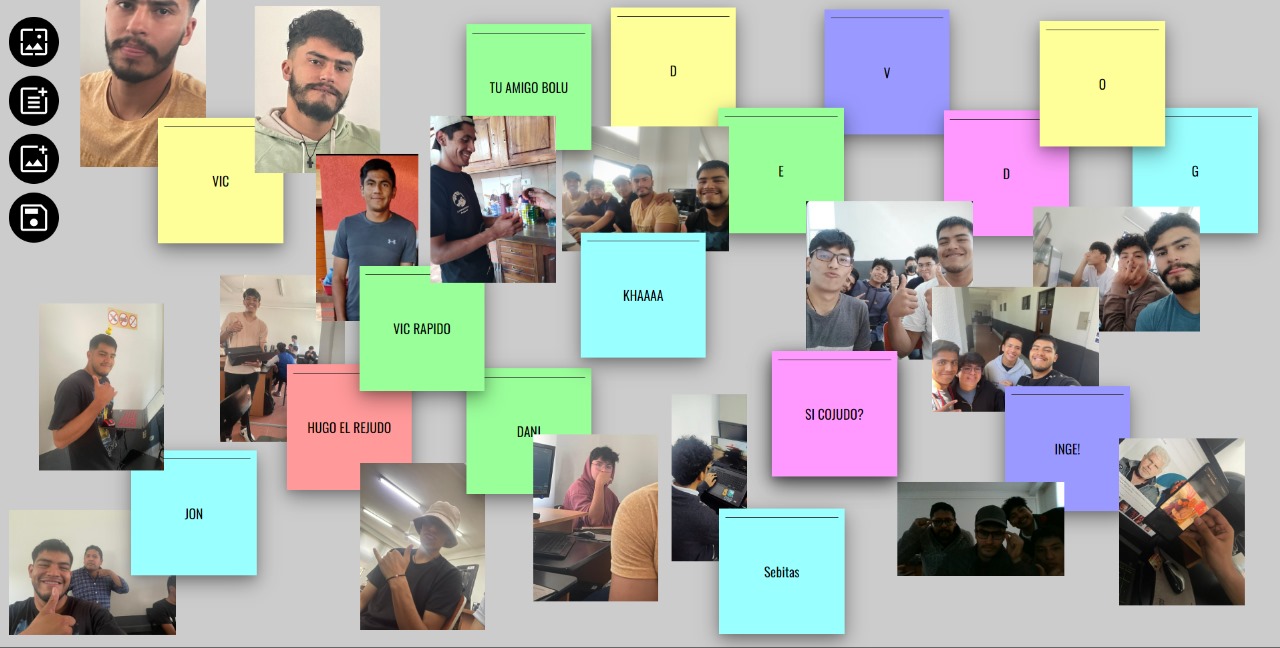 TU AMIGO BOLU
D
V
O
E
D
G
VIC
KHAAAA
VIC RAPIDO
SI COJUDO?
HUGO EL REJUDO
DANI
INGE!
JON
Sebitas